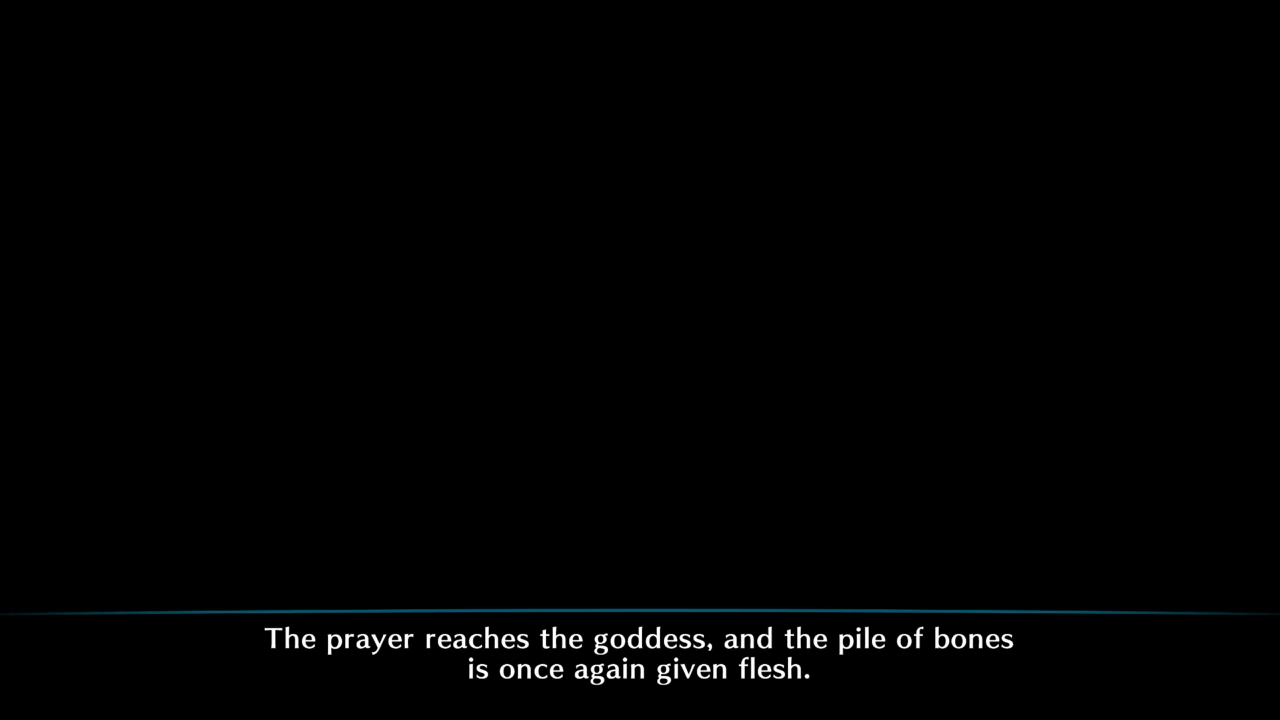 The prayer reaches the goddess, and the pile of bones
is once again given flesh.